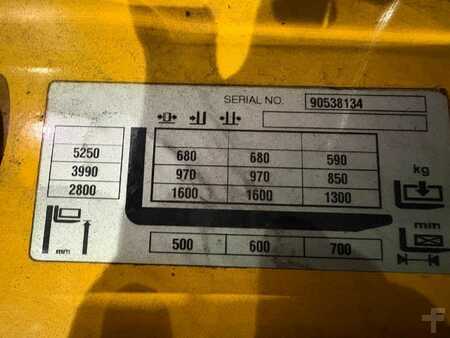 SERIAL NO. 90538134
5250 680 680 590
3990 970 970 850
2800 1600 1600 1300
kg
mm
500 600 700
mm
f